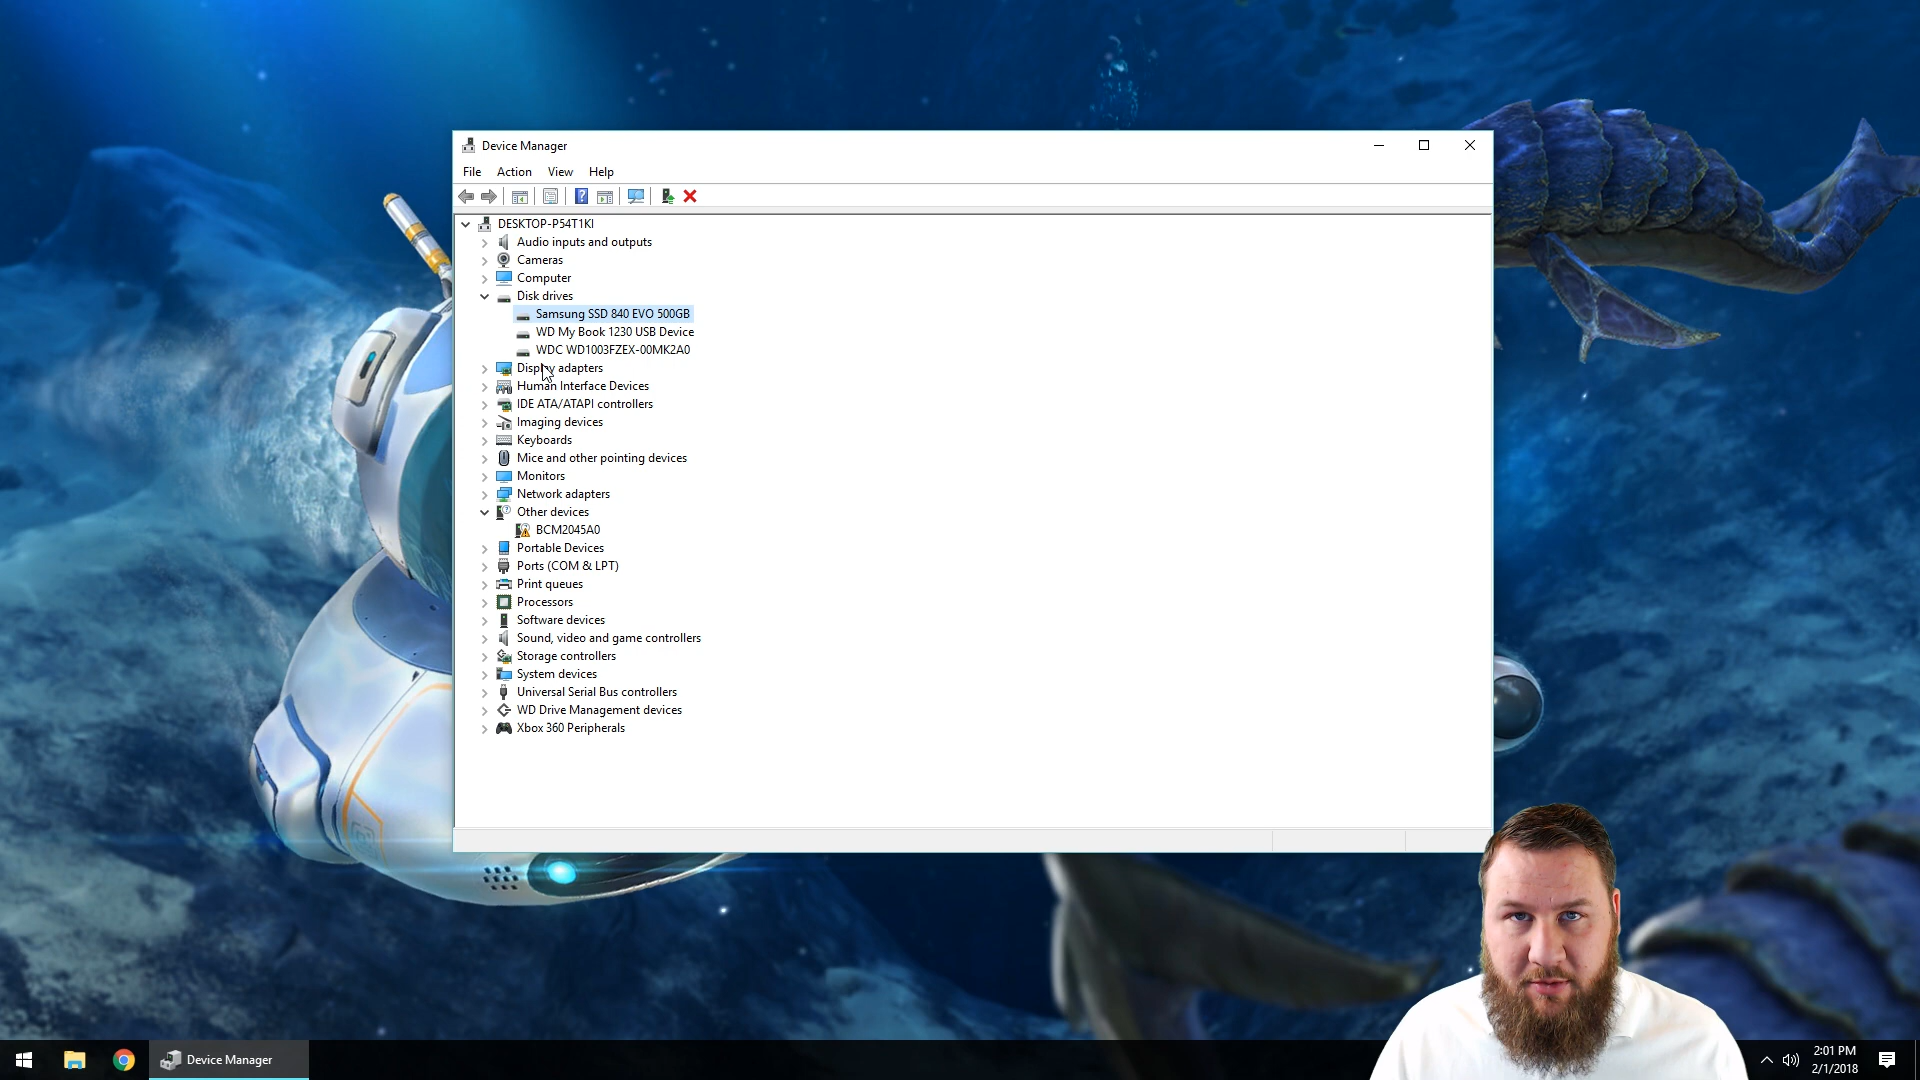 Device Manager
File Action View Help
DESKTOP-P54T1KI
Audio inputs and outputs
Cameras
Computer
Disk drives
Samsung SSD 840 EVO 500GB
WD My Book 1230 USB Device
WDC WD1003FZEX-00MK2A0
Display adapters
Human Interface Devices
IDE ATA/ATAPI controllers
Imaging devices
Keyboards
Mice and other pointing devices
Monitors
Network adapters
Other devices
BCM2045A0
Portable Devices
Ports (COM & LPT)
Print queues
Processors
Software devices
Sound, video and game controllers
Storage controllers
System devices
Universal Serial Bus controllers
WD Drive Management devices
Xbox 360 Peripherals
Device Manager
2:01 PM
2/1/2018